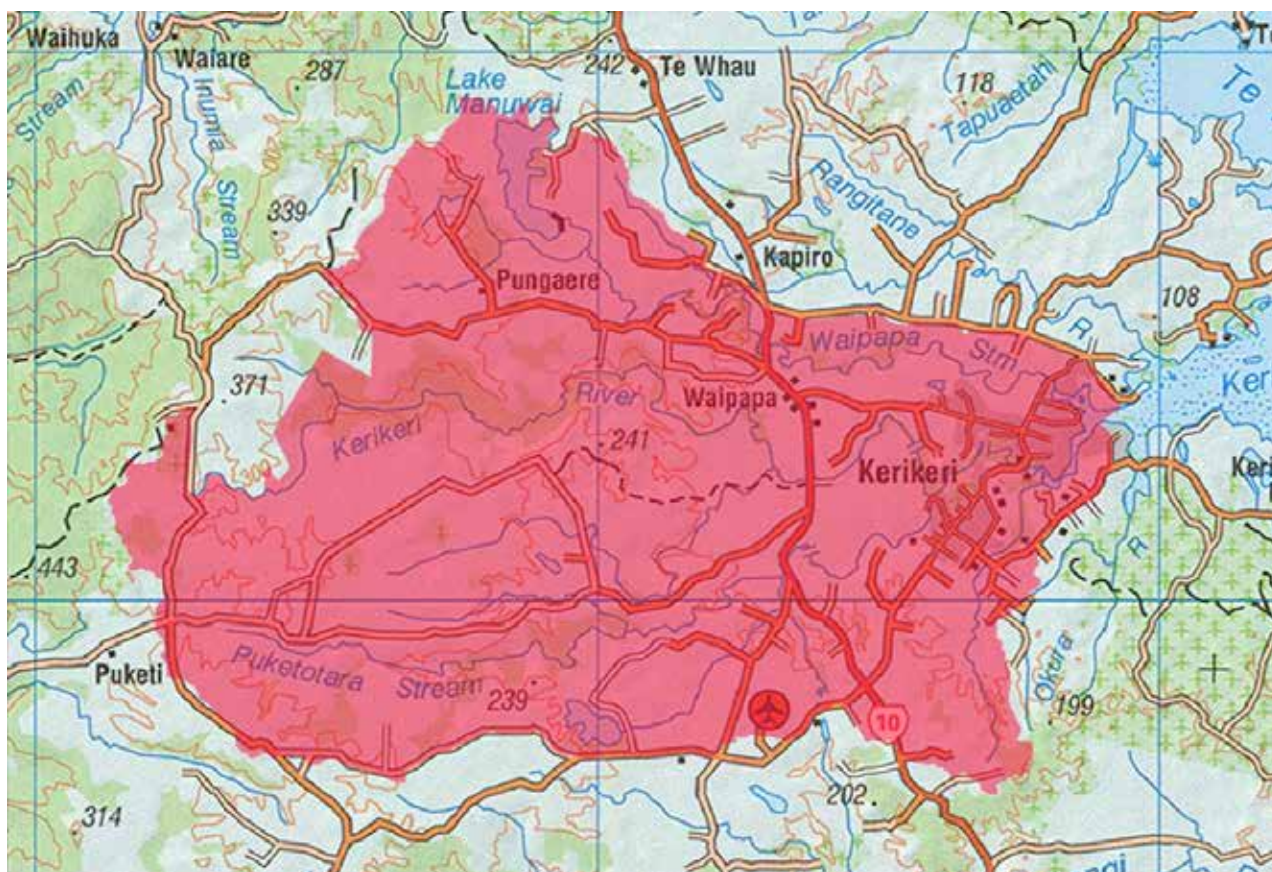 Waihuka
Waiare
287
242
Te Whau
Lake
Manuwai
118
Tapuaetahi
Te
Stream
Inumia
Stream
200
339
Rangitane
Kapiro
Pungaere
108
Waipapa
Stm
R
371
River
Waipapa
Kerikeri
241
Kerikeri
300
Ker
Keri
443
R
Puketi
Puketotara
Stream
239
Okura
199
10
202
314